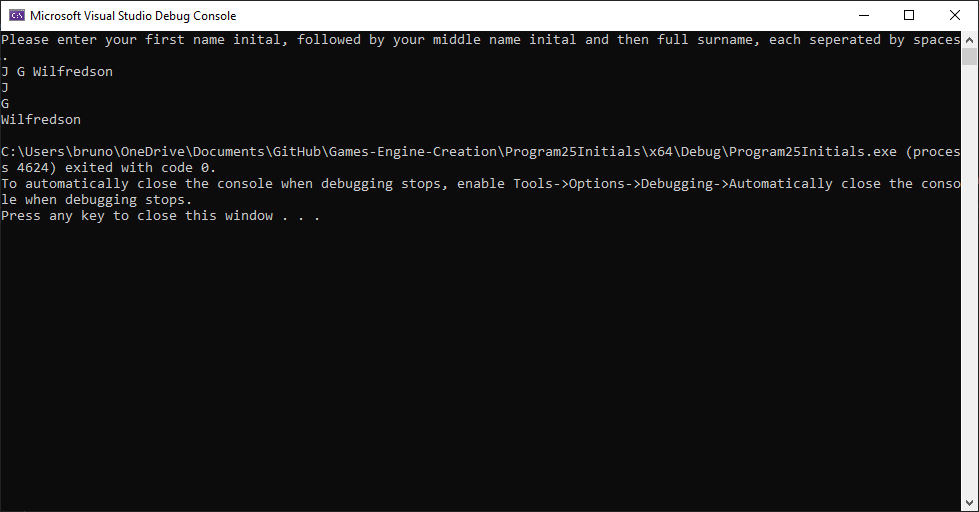 Microsoft Visual Studio Debug Console
Please enter your first name inital, followed by your middle name inital and then full surname, each seperated by spaces
.
J G Wilfredson
J
G
Wilfredson
C:\Users\bruno\OneDrive\Documents\GitHub\Games-Engine-Creation\Program25Initials\x64\Debug\Program25Initials.exe (proces
s 4624) exited with code 0.
To automatically close the console when debugging stops, enable Tools->Options->Debugging->Automatically close the conso
le when debugging stops.
Press any key to close this window . . .